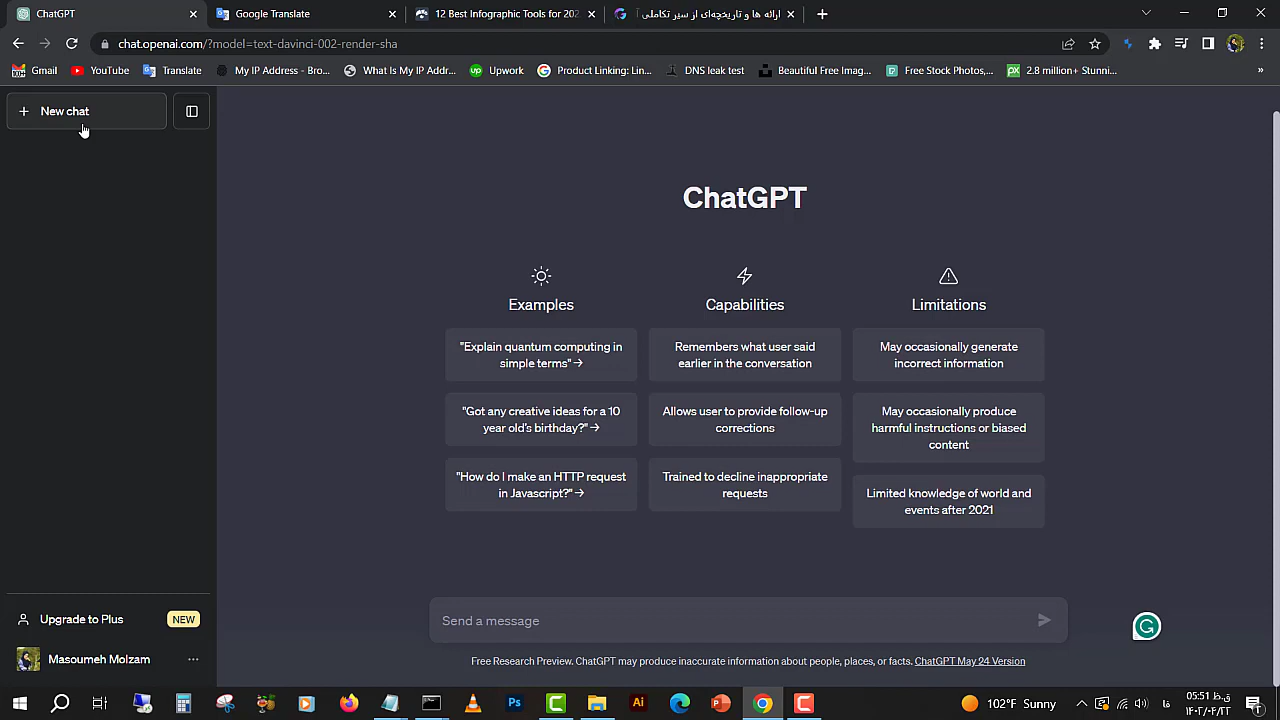 ChatGPT
Google Translate
12 Best Infographic Tools for 202
ارائه ها و تاریخچه‌ای از سیر تکاملی
chat.openai.com/?model=text-davinci-002-render-sha
Gmail
YouTube
Translate
My IP Address - Bro...
What Is My IP Addr...
Upwork
Product Linking: Lin...
DNS leak test
Beautiful Free Imag...
Free Stock Photos,...
2.8 million+ Stunni...
»
+ New chat
ChatGPT
Examples
Capabilities
Limitations
"Explain quantum computing in
simple terms" →
Remembers what user said
earlier in the conversation
May occasionally generate
incorrect information
"Got any creative ideas for a 10
year old's birthday?" →
Allows user to provide follow-up
corrections
May occasionally produce
harmful instructions or biased
content
"How do I make an HTTP request
in Javascript?" →
Trained to decline inappropriate
requests
Limited knowledge of world and
events after 2021
Upgrade to Plus
NEW
Send a message
Masoumeh Molzam
Free Research Preview. ChatGPT may produce inaccurate information about people, places, or facts. ChatGPT May 24 Version
102°F Sunny
فا
05:51 ق.ظ